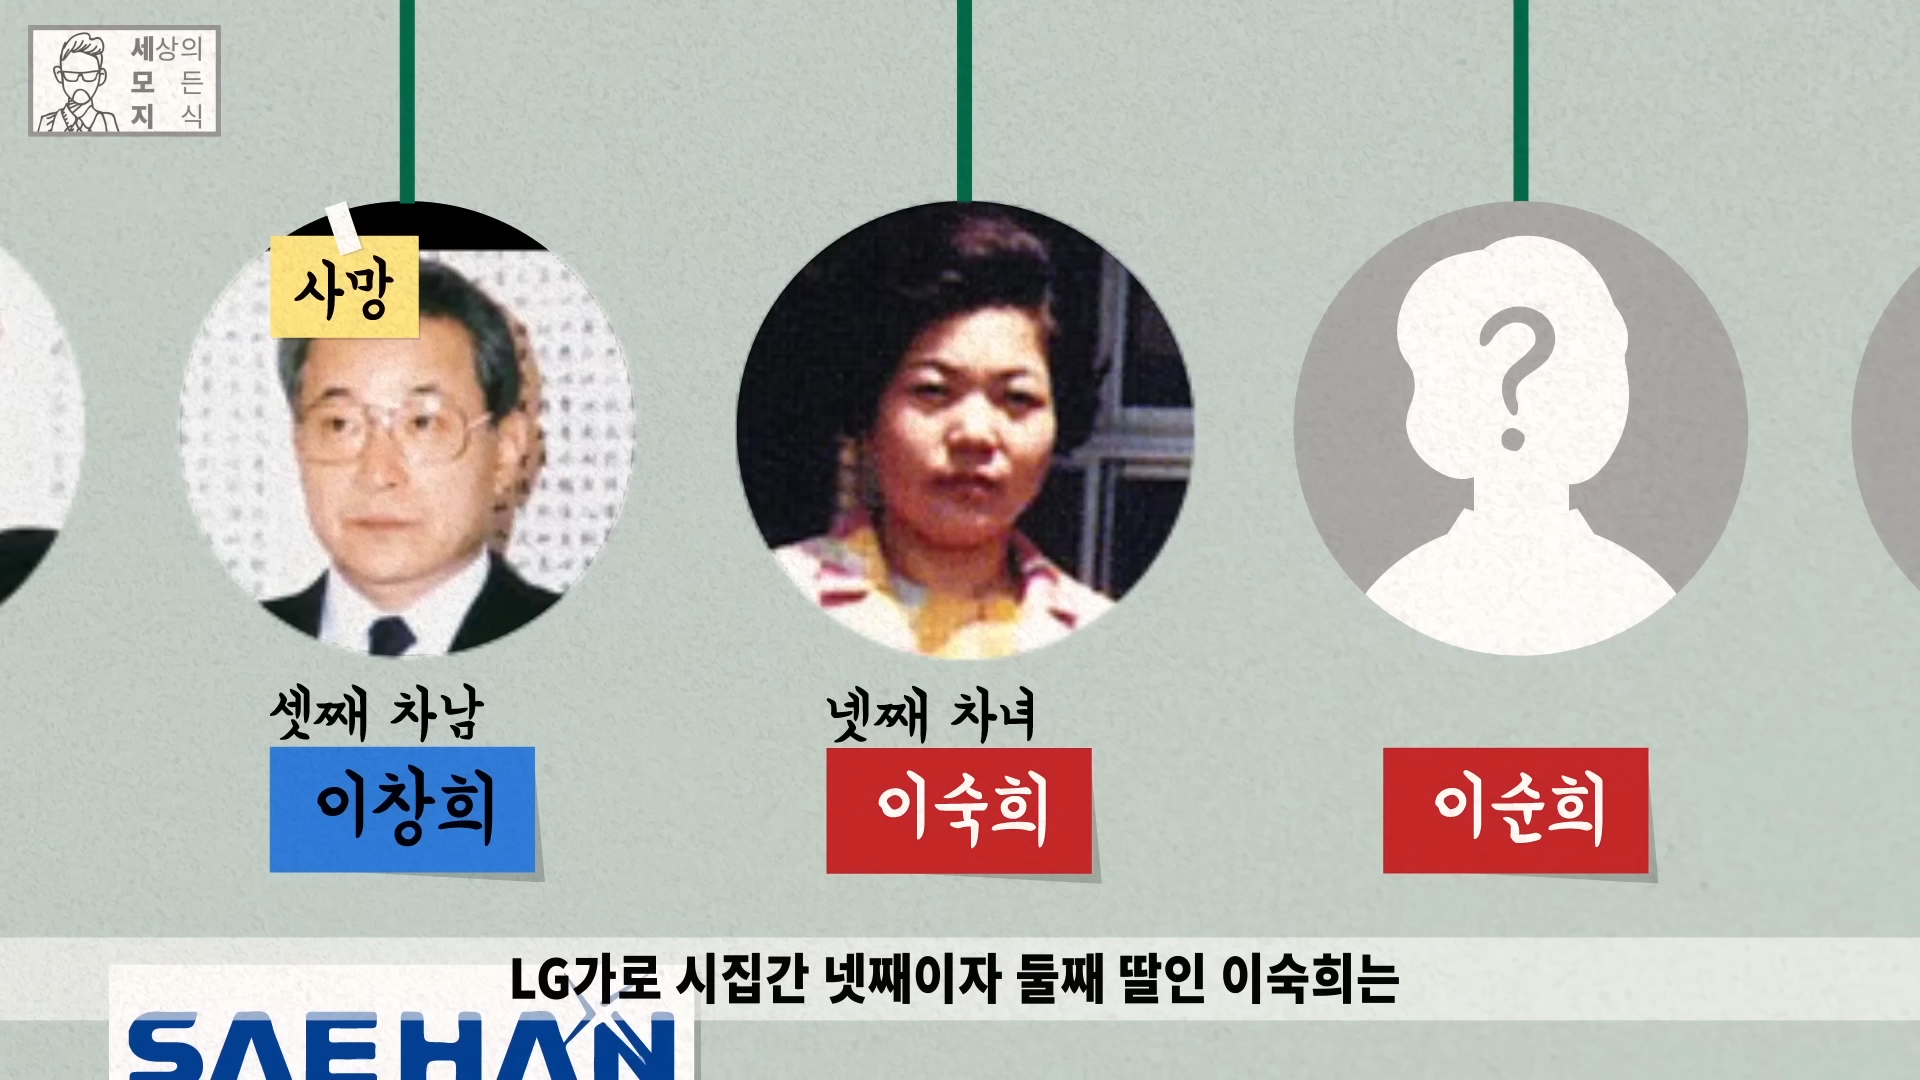 세상의
모든
지식
사망
셋째 차남
넷째 차녀
이창희
이숙희
이순희
LG가로 시집간 넷째이자 둘째 딸인 이숙희는
SAEHAN
?